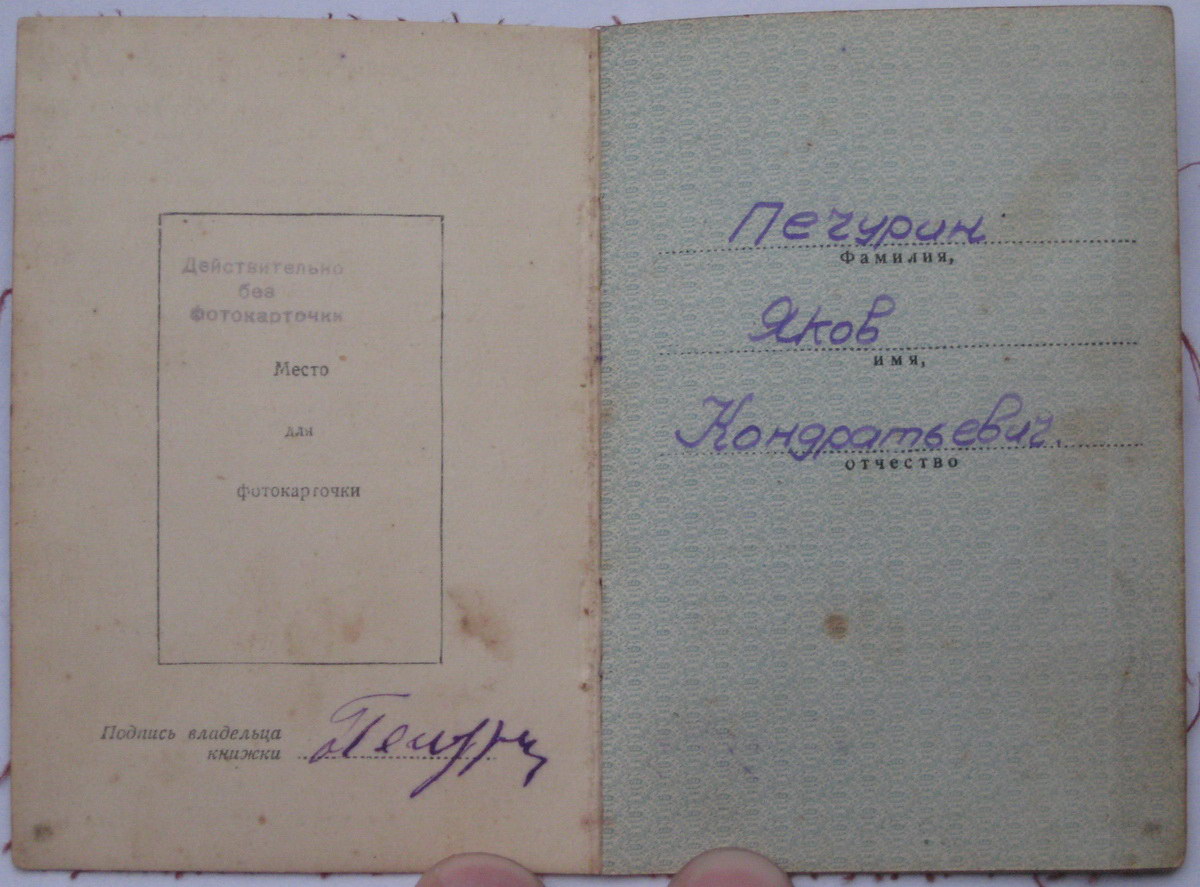 Действительно
без
фотокарточки
Место
для
фотокарточки
Подпись владельца
книжки
Печурин
Фамилия,
Яков
имя,
Кондратьевич.
отчество